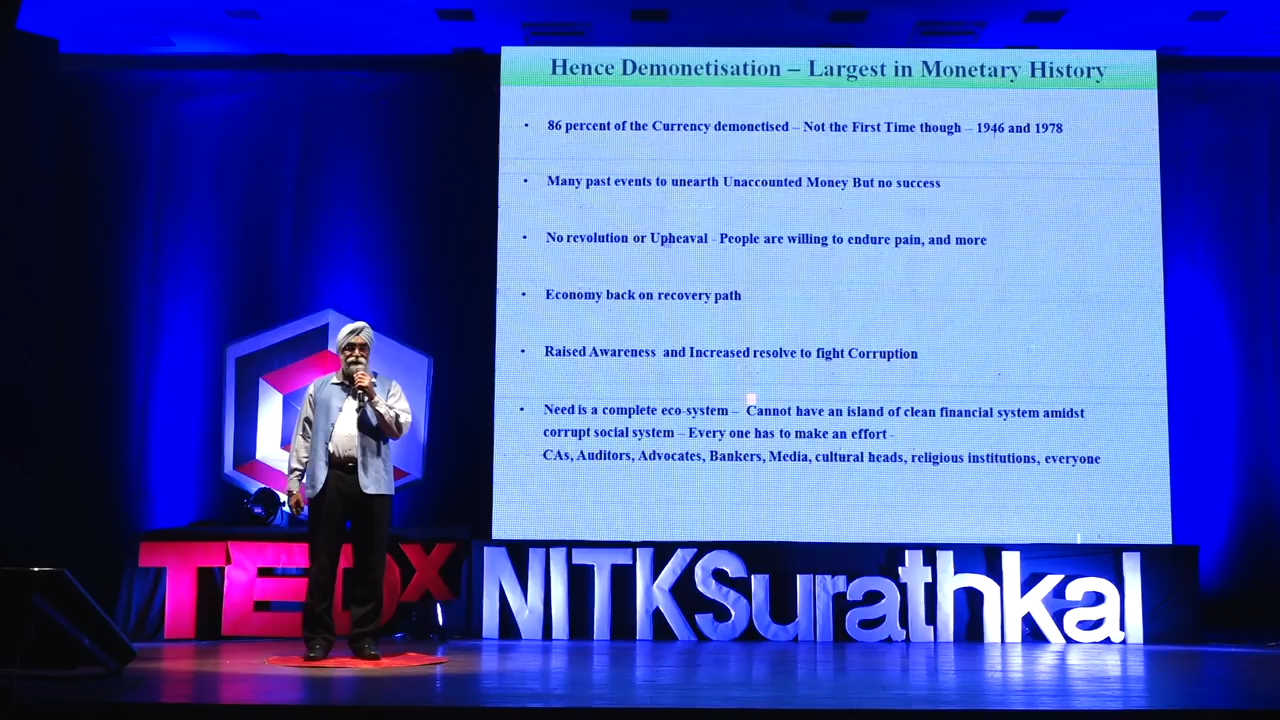 Hence Demonetisation – Largest in Monetary History
• 86 percent of the Currency demonetised – Not the First Time though – 1946 and 1978
• Many past events to unearth Unaccounted Money But no success
• No revolution or Upheaval - People are willing to endure pain, and more
• Economy back on recovery path
• Raised Awareness and Increased resolve to fight Corruption
• Need is a complete eco-system – Cannot have an island of clean financial system amidst
corrupt social system – Every one has to make an effort -
CAs, Auditors, Advocates, Bankers, Media, cultural heads, religious institutions, everyone
TEDx NITKSurathkal